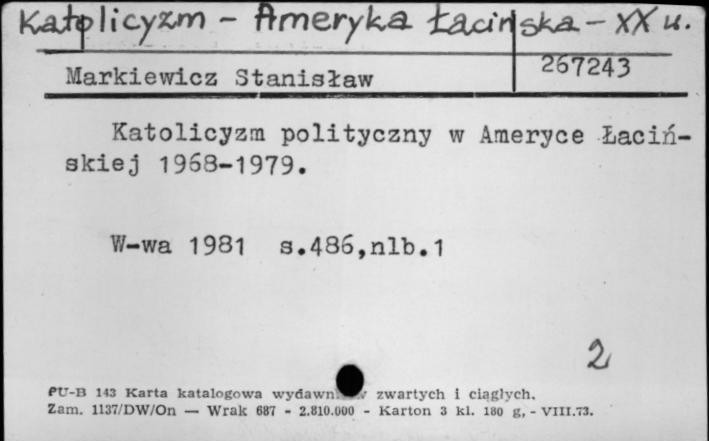 Katolicyzm - Ameryka Łacińska - XX w.
Markiewicz Stanisław 267243
Katolicyzm polityczny w Ameryce Łaciń-
skiej 1968-1979.
W-wa 1981 s.486,nlb.1
2
PU-B 143 Karta katalogowa zwartych i ciągłych.
Zam. 1137/DW/On — Wrak 687 - 2.810.000 - Karton 3 kl. 180 g, - VIII.73.